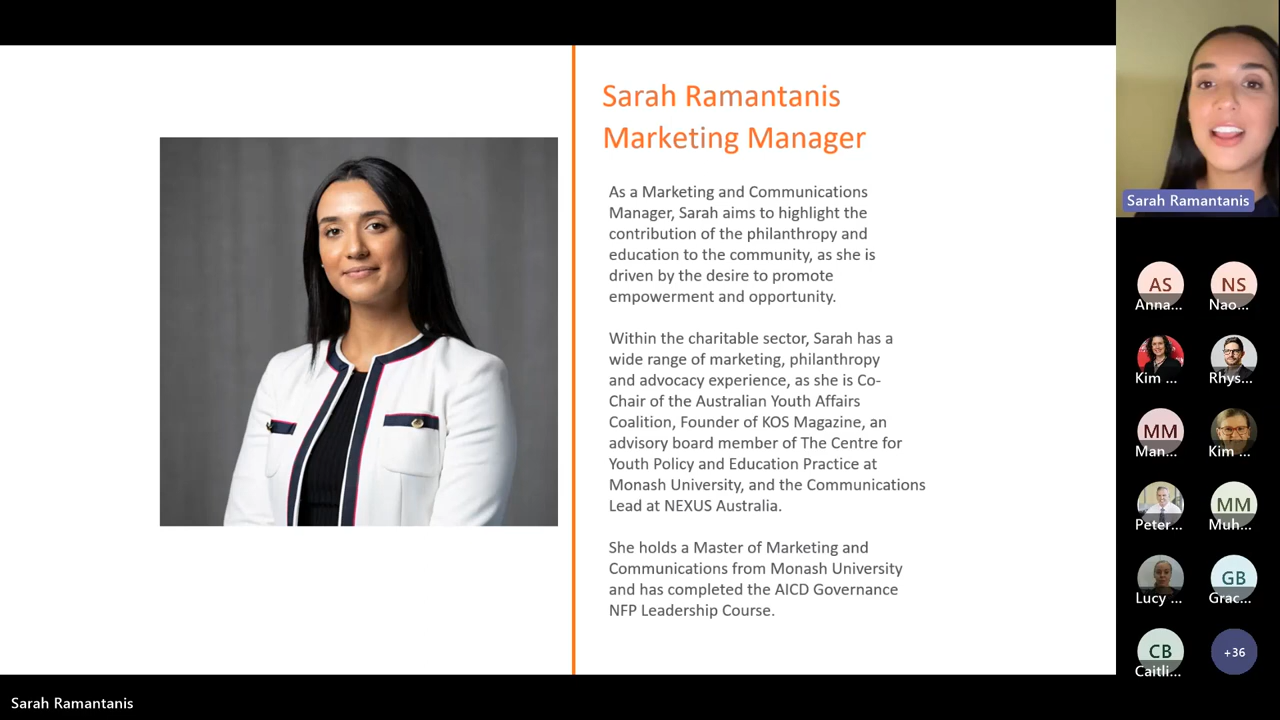 Sarah Ramantanis
Marketing Manager
As a Marketing and Communications
Manager, Sarah aims to highlight the
contribution of the philanthropy and
education to the community, as she is
driven by the desire to promote
empowerment and opportunity.
Within the charitable sector, Sarah has a
wide range of marketing, philanthropy
and advocacy experience, as she is Co-
Chair of the Australian Youth Affairs
Coalition, Founder of KOS Magazine, an
advisory board member of The Centre for
Youth Policy and Education Practice at
Monash University, and the Communications
Lead at NEXUS Australia.
She holds a Master of Marketing and
Communications from Monash University
and has completed the AICD Governance
NFP Leadership Course.
Sarah Ramantanis
AS
NS
Anna...
Nao...
Kim ...
Rhys...
MM
Man...
Kim ...
Peter...
MM
Muh...
Lucy ...
GB
Grac...
CB
Caitli...
+36
Sarah Ramantanis